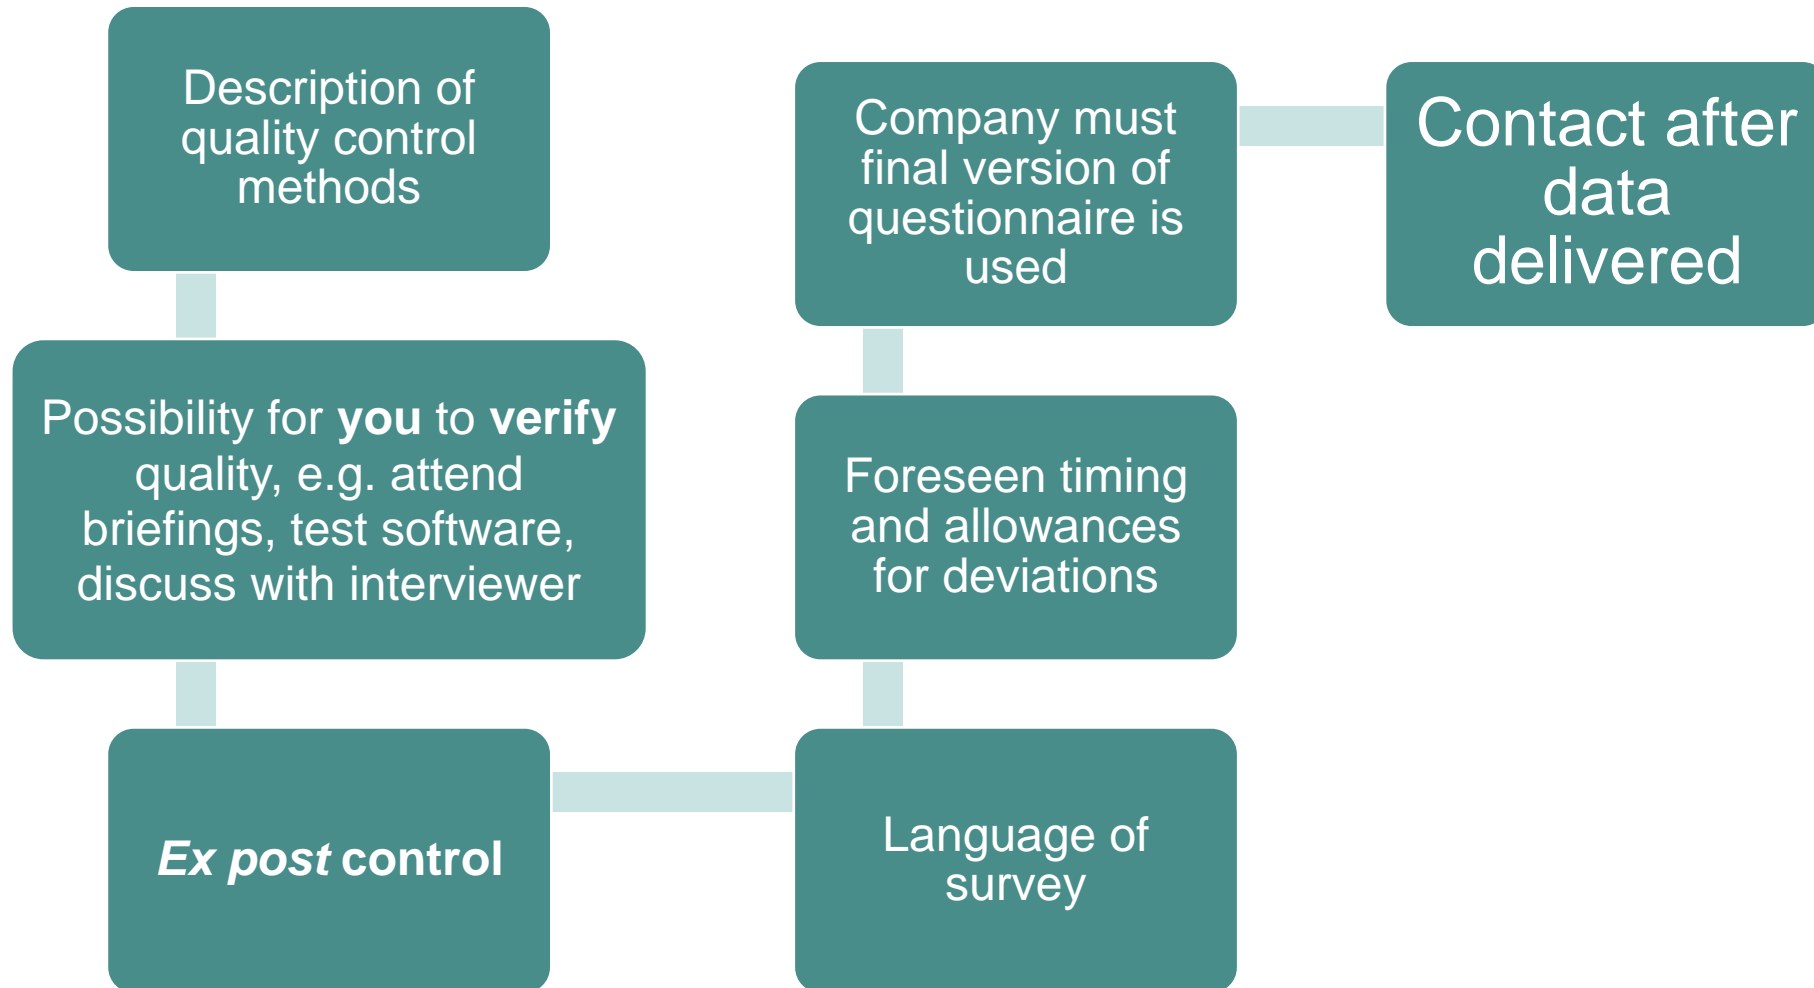 Description of
quality control
methods
Possibility for you to verify
quality, e.g. attend
briefings, test software,
discuss with interviewer
Ex post control
Language of
survey
Foreseen timing
and allowances
for deviations
Company must
final version of
questionnaire is
used
Contact after
data
delivered